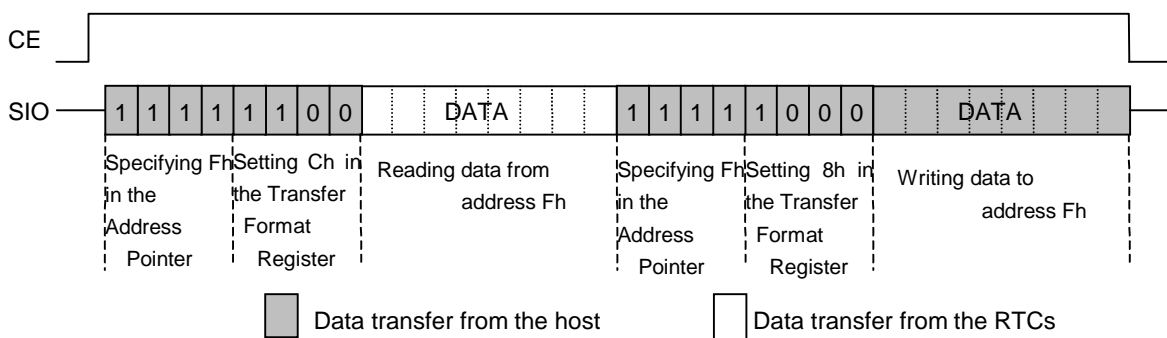 CE
SIO 1 1 1 1 1 1 0 0 DATA 1 1 1 1 1 0 0 0 DATA
Specifying Fh Setting Ch in Reading data from Specifying Fh Setting 8h in Writing data to
in the the Transfer address Fh in the the Transfer address Fh
Address Format Address Format
Pointer Register Pointer Register
Data transfer from the host Data transfer from the RTCs